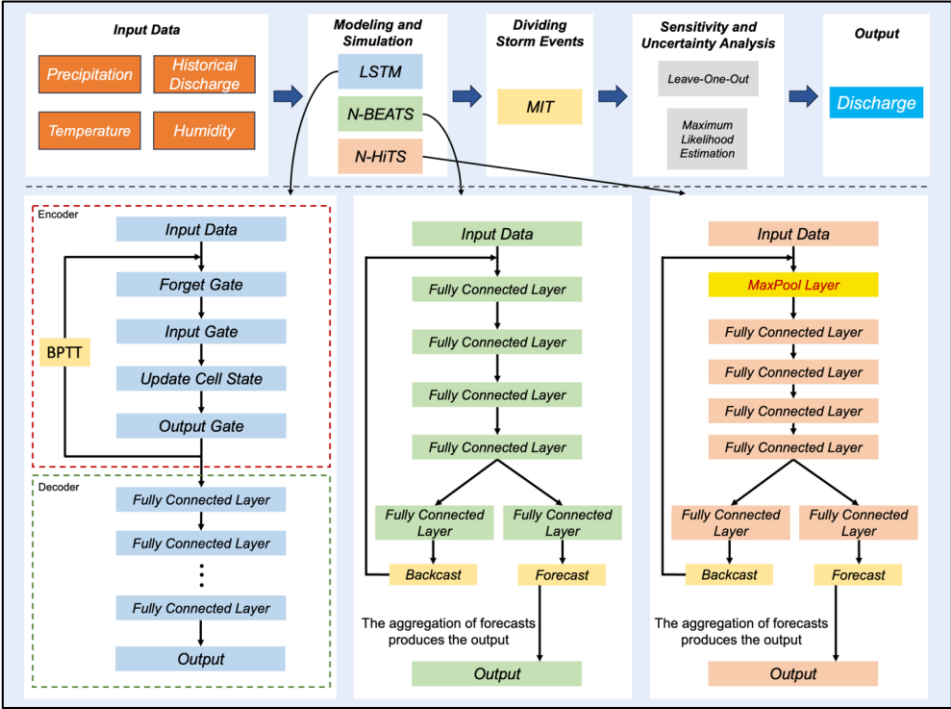 Input Data
Precipitation
Historical
Discharge
Temperature
Humidity
Modeling and
Simulation
LSTM
N-BEATS
N-HiTS
Dividing
Storm Events
MIT
Sensitivity and
Uncertainty Analysis
Leave-One-Out
Maximum
Likelihood
Estimation
Output
Discharge
Encoder
Input Data
Forget Gate
Input Gate
BPTT
Update Cell State
Output Gate
Decoder
Fully Connected Layer
Fully Connected Layer
Fully Connected Layer
Output
Input Data
Fully Connected Layer
Fully Connected Layer
Fully Connected Layer
Fully Connected Layer
Fully Connected
Layer
Fully Connected
Layer
Backcast
Forecast
The aggregation of forecasts
produces the output
Output
Input Data
MaxPool Layer
Fully Connected Layer
Fully Connected Layer
Fully Connected Layer
Fully Connected Layer
Fully Connected
Layer
Fully Connected
Layer
Backcast
Forecast
The aggregation of forecasts
produces the output
Output